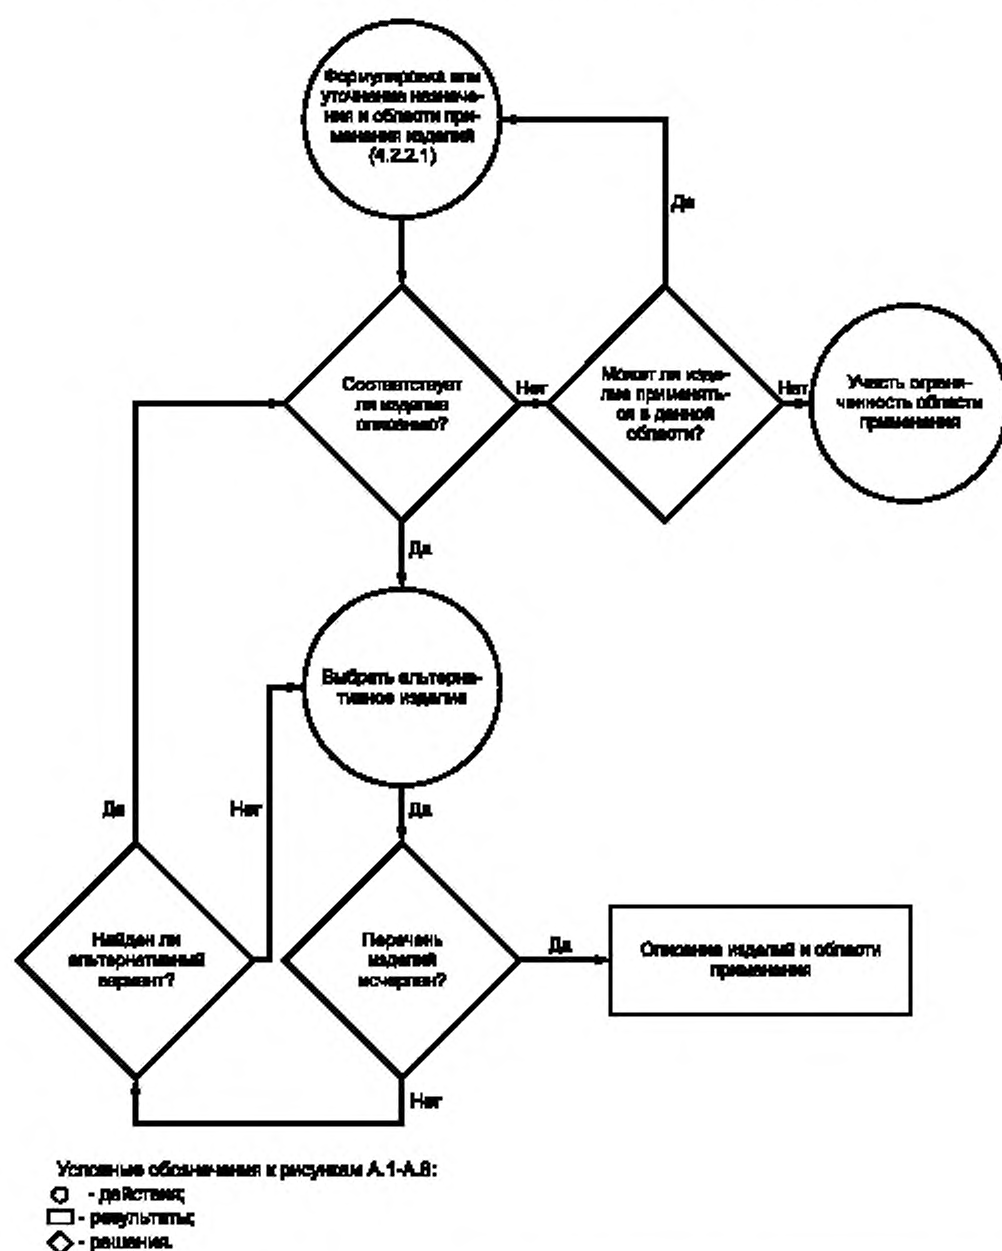 Формулировка или
уточнение назначе-
ния и области при-
менения изделий
(4.2.2.1)
Да
Соответствует
ли изделие
описанию?
Нет
Может ли изде-
лие применять-
ся в данной
области?
Нет
Учесть ограни-
ченность области
применения
Да
Выбрать альтерна-
тивное изделие
Да
Нет
Да
Найден ли
альтернативный
вариант?
Перечень
изделий
исчерпан?
Да
Описание изделий и области
применения
Нет
Условные обозначения к рисункам А.1-А.8:
- действия;
- результаты;
- решения.